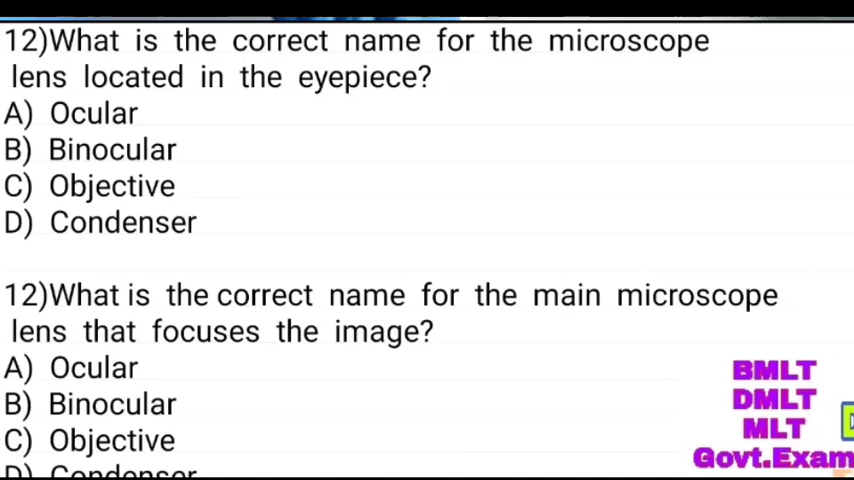 12)What is the correct name for the microscope
lens located in the eyepiece?
A) Ocular
B) Binocular
C) Objective
D) Condenser
12)What is the correct name for the main microscope
lens that focuses the image?
A) Ocular
B) Binocular
C) Objective
D) Condenser
BMLT
DMLT
MLT
Govt.Exam